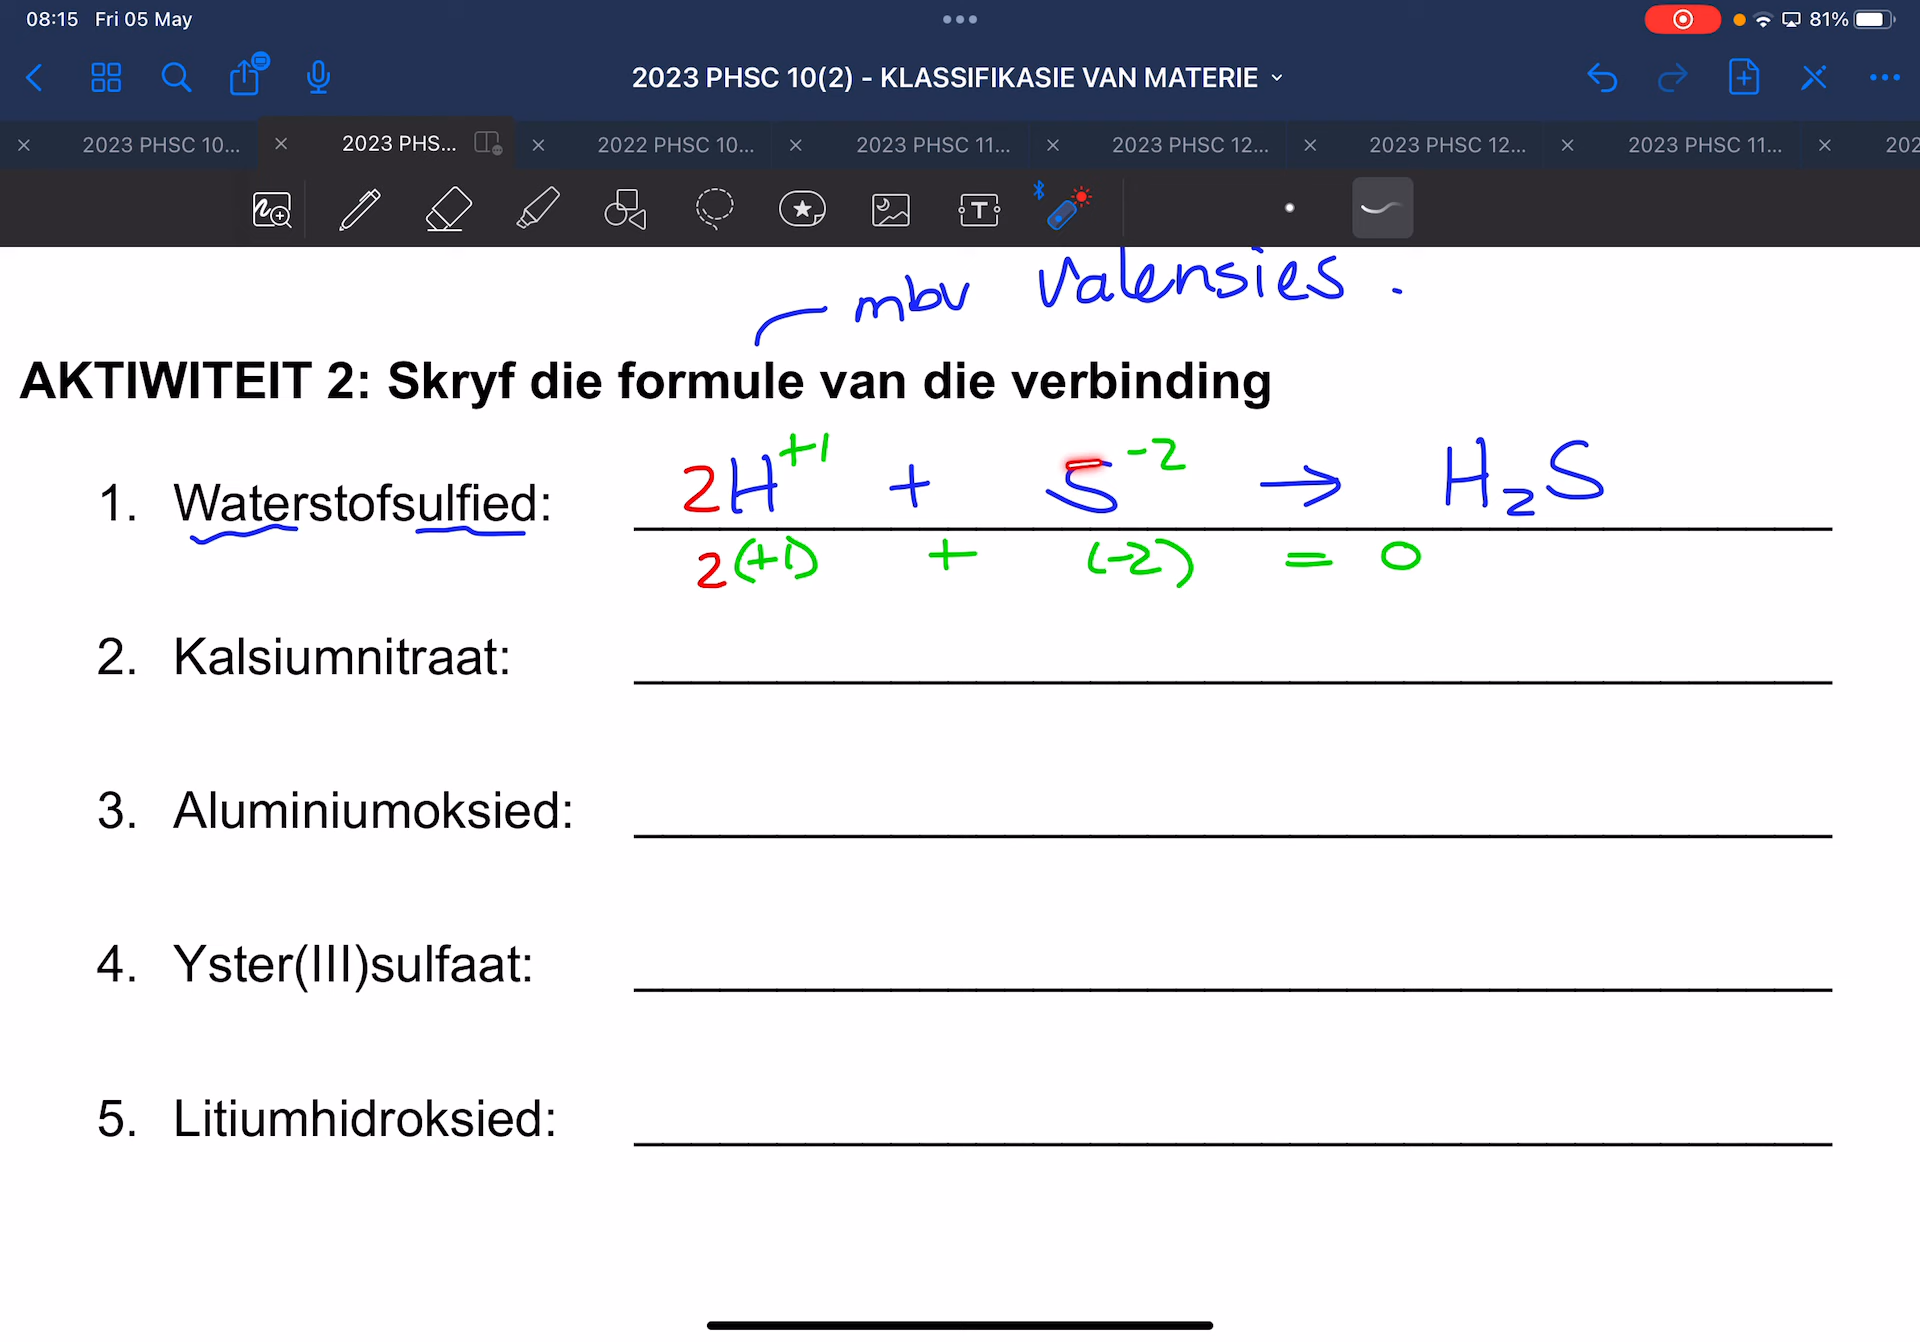 08:15 Fri 05 May 81%
2023 PHSC 10(2) - KLASSIFIKASIE VAN MATERIE
2023 PHSC 10... 2023 PHS... 2022 PHSC 10... 2023 PHSC 11... 2023 PHSC 12... 2023 PHSC 12... 2023 PHSC 11... 202
T
mbv Valensies.
AKTIWITEIT 2: Skryf die formule van die verbinding
1. Waterstofsulfied: 2H⁺¹ + S⁻² → H₂S
2(+1) + (-2) = 0
2. Kalsiumnitraat:
3. Aluminiumoksied:
4. Yster(III)sulfaat:
5. Litiumhidroksied: